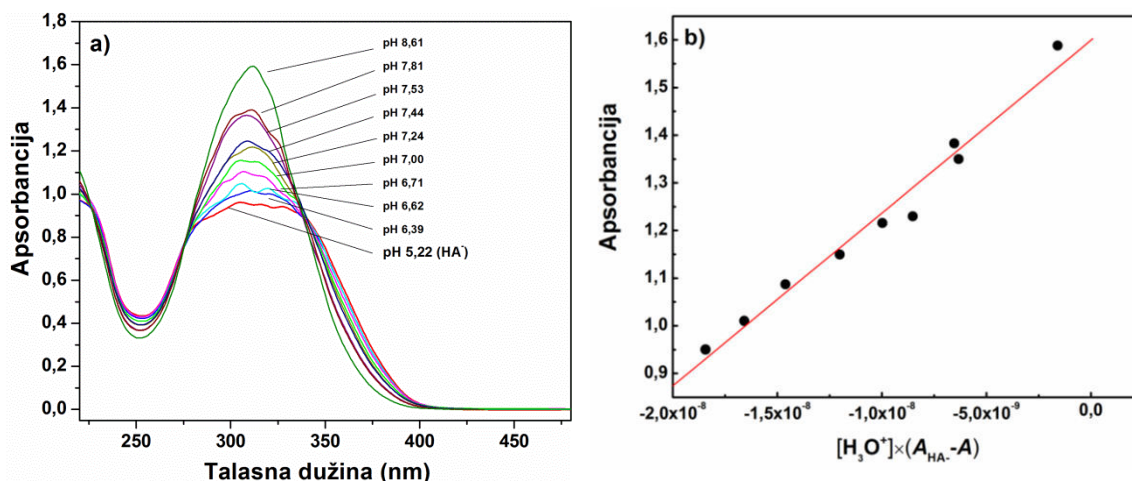 a)
Apsorbancija
1,8
1,6
1,4
1,2
1,0
0,8
0,6
0,4
0,2
0,0
pH 8,61
pH 7,81
pH 7,53
pH 7,44
pH 7,24
pH 7,00
pH 6,71
pH 6,62
pH 6,39
pH 5,22 (HA⁻)
250 300 350 400 450
Talasna dužina (nm)
b)
Apsorbancija
1,6
1,5
1,4
1,3
1,2
1,1
1,0
0,9
-2,0x10⁻⁸ -1,5x10⁻⁸ -1,0x10⁻⁸ -5,0x10⁻⁹ 0,0
[H₃O⁺]×(A_HA- -A)